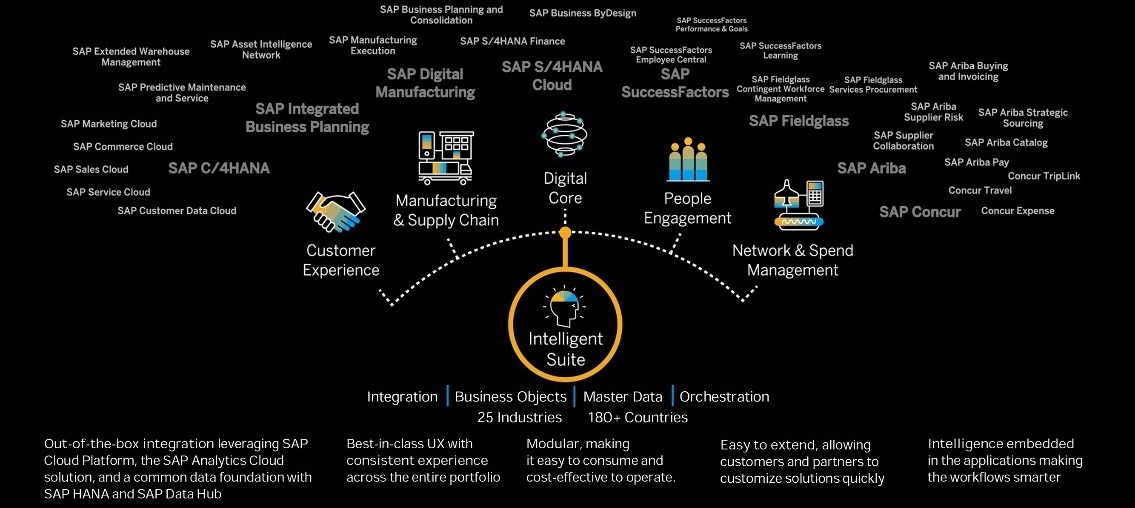 SAP Business Planning and
Consolidation
SAP Business ByDesign
SAP SuccessFactors
Performance & Goals
SAP Extended Warehouse
Management
SAP Asset Intelligence
Network
SAP Manufacturing
Execution
SAP S/4HANA Finance
SAP SuccessFactors
Employee Central
SAP SuccessFactors
Learning
SAP Predictive Maintenance
and Service
SAP Digital
Manufacturing
SAP S/4HANA
Cloud
SAP
SuccessFactors
SAP Fieldglass
Contingent Workforce
Management
SAP Fieldglass
Services Procurement
SAP Ariba Buying
and Invoicing
SAP Marketing Cloud
SAP Integrated
Business Planning
SAP Fieldglass
SAP Ariba
Supplier Risk
SAP Ariba Strategic
Sourcing
SAP Commerce Cloud
SAP Supplier
Collaboration
SAP Ariba Catalog
SAP Sales Cloud
SAP C/4HANA
SAP Ariba
SAP Ariba Pay
Concur TripLink
SAP Service Cloud
Concur Travel
SAP Customer Data Cloud
SAP Concur
Concur Expense
Customer
Experience
Manufacturing
& Supply Chain
Digital
Core
People
Engagement
Network & Spend
Management
Intelligent
Suite
Integration | Business Objects | Master Data | Orchestration
25 Industries 180+ Countries
Out-of-the-box integration leveraging SAP
Cloud Platform, the SAP Analytics Cloud
solution, and a common data foundation with
SAP HANA and SAP Data Hub
Best-in-class UX with
consistent experience
across the entire portfolio
Modular, making
it easy to consume and
cost-effective to operate.
Easy to extend, allowing
customers and partners to
customize solutions quickly
Intelligence embedded
in the applications making
the workflows smarter